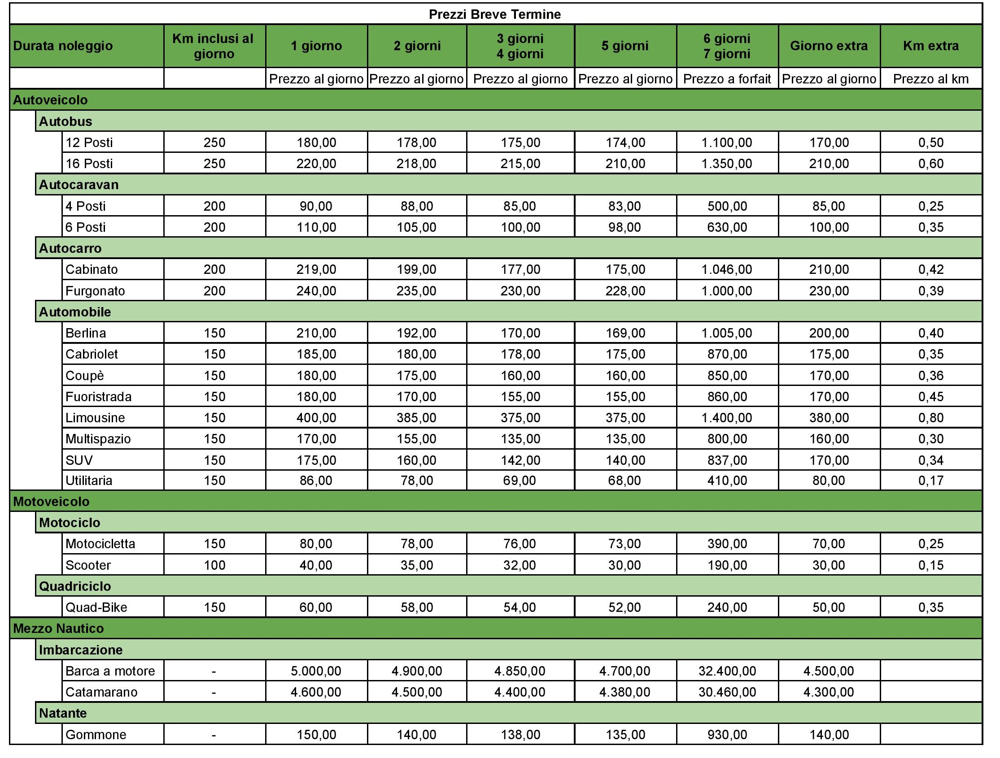 Prezzi Breve Termine
Durata noleggio Km inclusi al giorno 1 giorno 2 giorni 3 giorni 4 giorni 5 giorni 6 giorni 7 giorni Giorno extra Km extra
Prezzo al giorno Prezzo al giorno Prezzo al giorno Prezzo al giorno Prezzo a forfait Prezzo al giorno Prezzo al km
Autoveicolo
Autobus
12 Posti 250 180,00 178,00 175,00 174,00 1.100,00 170,00 0,50
16 Posti 250 220,00 218,00 215,00 210,00 1.350,00 210,00 0,60
Autocaravan
4 Posti 200 90,00 88,00 85,00 83,00 500,00 85,00 0,25
6 Posti 200 110,00 105,00 100,00 98,00 630,00 100,00 0,35
Autocarro
Cabinato 200 219,00 199,00 177,00 175,00 1.046,00 210,00 0,42
Furgonato 200 240,00 235,00 230,00 228,00 1.000,00 230,00 0,39
Automobile
Berlina 150 210,00 192,00 170,00 169,00 1.005,00 200,00 0,40
Cabriolet 150 185,00 180,00 178,00 175,00 870,00 175,00 0,35
Coupè 150 180,00 175,00 160,00 160,00 850,00 170,00 0,36
Fuoristrada 150 180,00 170,00 155,00 155,00 860,00 170,00 0,45
Limousine 150 400,00 385,00 375,00 375,00 1.400,00 380,00 0,80
Multispazio 150 170,00 155,00 135,00 135,00 800,00 160,00 0,30
SUV 150 175,00 160,00 142,00 140,00 837,00 170,00 0,34
Utilitaria 150 86,00 78,00 69,00 68,00 410,00 80,00 0,17
Motoveicolo
Motociclo
Motocicletta 150 80,00 78,00 76,00 73,00 390,00 70,00 0,25
Scooter 100 40,00 35,00 32,00 30,00 190,00 30,00 0,15
Quadriciclo
Quad-Bike 150 60,00 58,00 54,00 52,00 240,00 50,00 0,35
Mezzo Nautico
Imbarcazione
Barca a motore - 5.000,00 4.900,00 4.850,00 4.700,00 32.400,00 4.500,00
Catamarano - 4.600,00 4.500,00 4.400,00 4.380,00 30.460,00 4.300,00
Natante
Gommone - 150,00 140,00 138,00 135,00 930,00 140,00